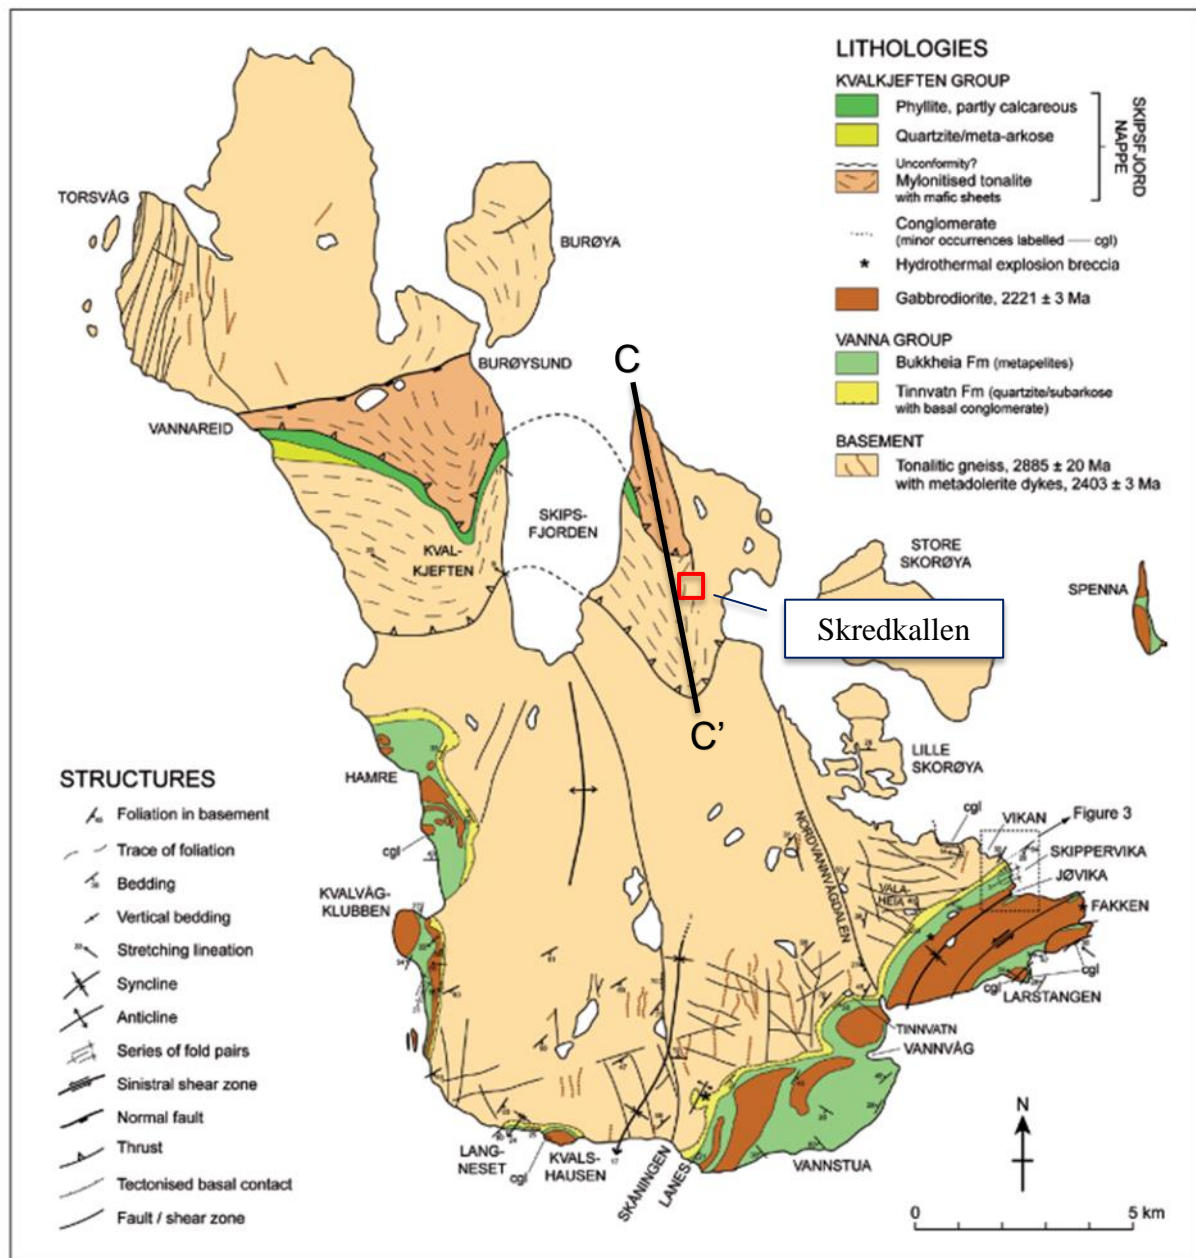 LITHOLOGIES
KVALKJEFTEN GROUP
Phyllite, partly calcareous
Quartzite/meta-arkose
Unconformity?
Mylonitised tonalite
with mafic sheets
SKIPSFJORD
NAPPE
Conglomerate
(minor occurrences labelled — cgl)
Hydrothermal explosion breccia
Gabbrodiorite, 2221 ± 3 Ma
VANNA GROUP
Bukkheia Fm (metapelites)
Tinnvatn Fm (quartzite/subarkose
with basal conglomerate)
BASEMENT
Tonalitic gneiss, 2885 ± 20 Ma
with metadolerite dykes, 2403 ± 3 Ma
TORSVÅG
BURØYA
BURØYSUND
C
VANNAREID
SKIPS-
FJORDEN
KVAL-
KJEFTEN
STORE
SKORØYA
SPENNA
Skredkallen
C'
LILLE
SKORØYA
HAMRE
cgl
KVALVÅG-
KLUBBEN
NORDVANNVÅGDALEN
cgl
VIKAN
Figure 3
SKIPPERVIKA
JØVIKA
VALA-
HEIA
FAKKEN
cgl
cgl
LARSTANGEN
TINNVATN
VANNVÅG
LANG-
NESET
cgl
KVALS-
HAUSEN
17
SKÅNINGEN
LANES
VANNSTUA
STRUCTURES
Foliation in basement
Trace of foliation
Bedding
Vertical bedding
Stretching lineation
Syncline
Anticline
Series of fold pairs
Sinistral shear zone
Normal fault
Thrust
Tectonised basal contact
Fault / shear zone
N
0 5 km